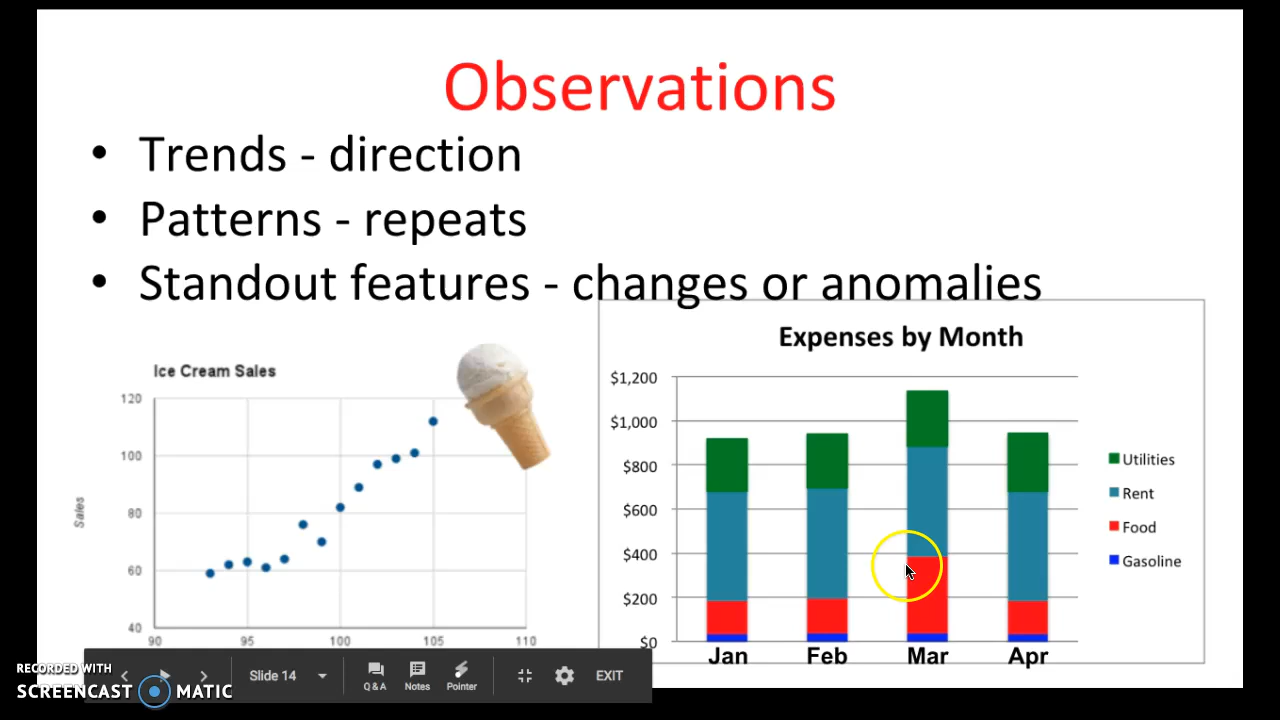 Observations
• Trends - direction
• Patterns - repeats
• Standout features - changes or anomalies
Ice Cream Sales
120
100
80
60
40
Sales
90 95 100 105 110
Expenses by Month
$1,200
$1,000
$800
$600
$400
$200
$0
Jan Feb Mar Apr
Utilities
Rent
Food
Gasoline
RECORDED WITH
SCREENCAST MATIC
Slide 14
Q & A
Notes
Pointer
EXIT